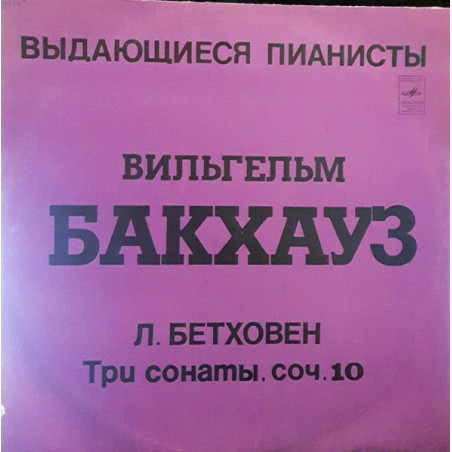 ВЫДАЮЩИЕСЯ ПИАНИСТЫ
ВИЛЬГЕЛЬМ
БАКХАУЗ
Л. БЕТХОВЕН
Три сонаты, соч. 10